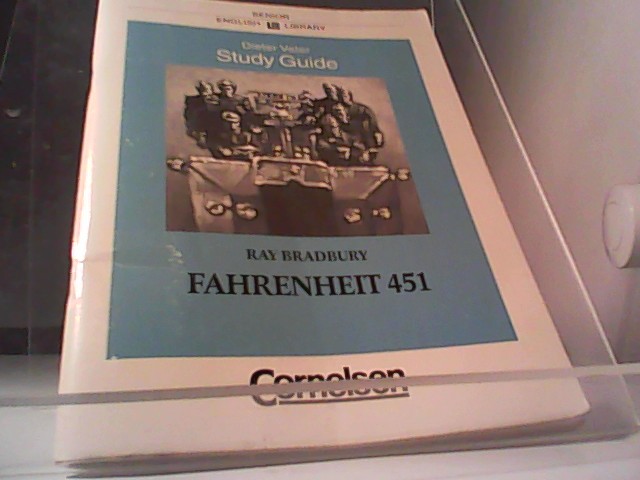 SENIOR
ENGLISH LIBRARY
Dieter Vater
Study Guide
RAY BRADBURY
FAHRENHEIT 451
Cornelsen